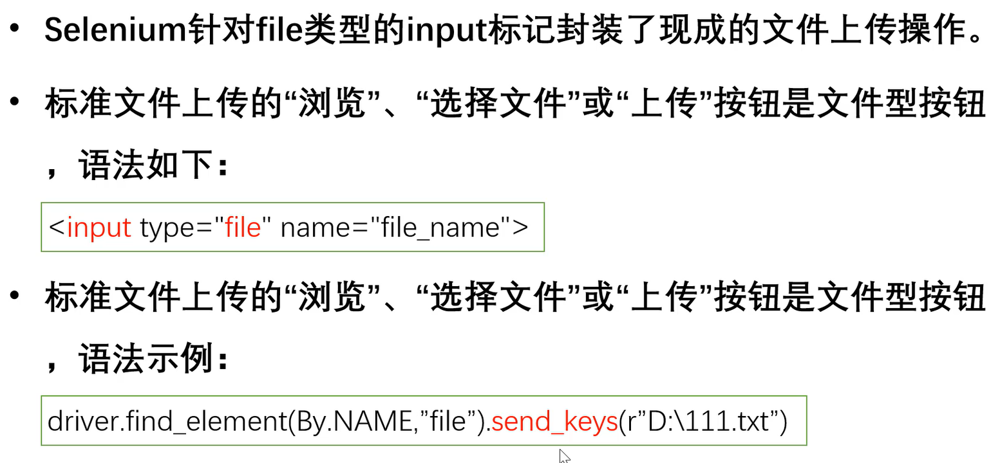 • Selenium针对file类型的input标记封装了现成的文件上传操作。
• 标准文件上传的“浏览”、“选择文件”或“上传”按钮是文件型按钮
，语法如下：
<input type="file" name="file_name">
• 标准文件上传的“浏览”、“选择文件”或“上传”按钮是文件型按钮
，语法示例：
driver.find_element(By.NAME,”file”).send_keys(r”D:\111.txt”)